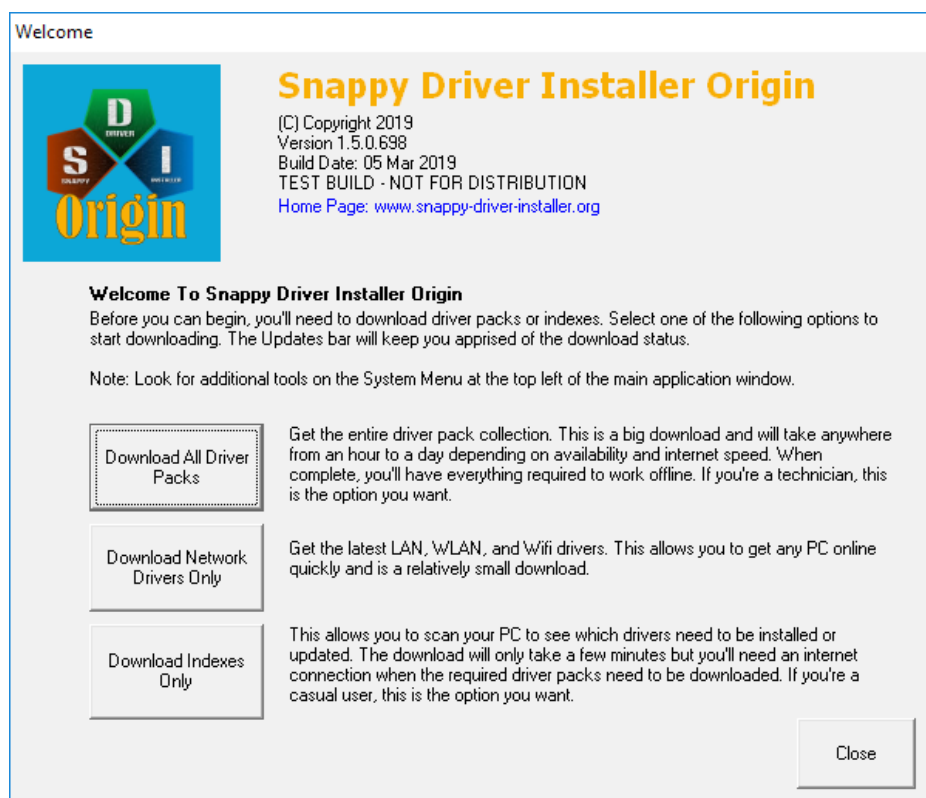 Welcome
Snappy Driver Installer Origin
(C) Copyright 2019
Version 1.5.0.698
Build Date: 05 Mar 2019
TEST BUILD - NOT FOR DISTRIBUTION
Home Page: www.snappy-driver-installer.org
D
DRIVER
S
SNAPPY
I
INSTALLER
Origin
Welcome To Snappy Driver Installer Origin
Before you can begin, you'll need to download driver packs or indexes. Select one of the following options to
start downloading. The Updates bar will keep you apprised of the download status.
Note: Look for additional tools on the System Menu at the top left of the main application window.
Download All Driver
Packs
Get the entire driver pack collection. This is a big download and will take anywhere
from an hour to a day depending on availability and internet speed. When
complete, you'll have everything required to work offline. If you're a technician, this
is the option you want.
Download Network
Drivers Only
Get the latest LAN, WLAN, and Wifi drivers. This allows you to get any PC online
quickly and is a relatively small download.
Download Indexes
Only
This allows you to scan your PC to see which drivers need to be installed or
updated. The download will only take a few minutes but you'll need an internet
connection when the required driver packs need to be downloaded. If you're a
casual user, this is the option you want.
Close